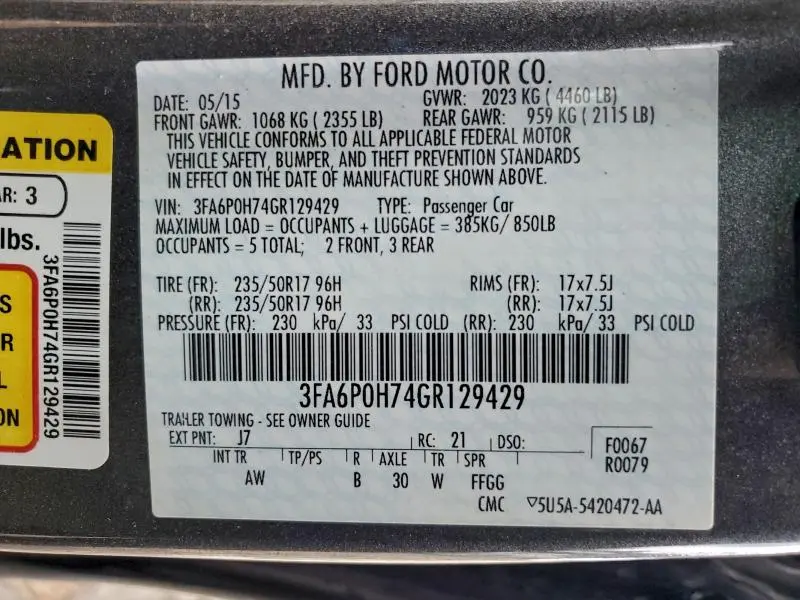 MFD. BY FORD MOTOR CO.
DATE: 05/15 GVWR: 2023 KG ( 4460 LB)
FRONT GAWR: 1068 KG ( 2355 LB) REAR GAWR: 959 KG ( 2115 LB)
THIS VEHICLE CONFORMS TO ALL APPLICABLE FEDERAL MOTOR
VEHICLE SAFETY, BUMPER, AND THEFT PREVENTION STANDARDS
IN EFFECT ON THE DATE OF MANUFACTURE SHOWN ABOVE.
VIN: 3FA6P0H74GR129429 TYPE: Passenger Car
MAXIMUM LOAD = OCCUPANTS + LUGGAGE = 385KG/ 850LB
OCCUPANTS = 5 TOTAL; 2 FRONT, 3 REAR
TIRE (FR): 235/50R17 96H RIMS (FR): 17x7.5J
(RR): 235/50R17 96H (RR): 17x7.5J
PRESSURE (FR): 230 kPa/ 33 PSI COLD (RR): 230 kPa/ 33 PSI COLD
3FA6P0H74GR129429
TRAILER TOWING - SEE OWNER GUIDE
EXT PNT: J7 RC: 21 DSO:
INT TR TP/PS R AXLE TR SPR
AW B 30 W FFGG
F0067
R0079
CMC ▽5U5A-5420472-AA
ATION
AR: 3
lbs.
S
R
L
ON
3FA6P0H74GR129429